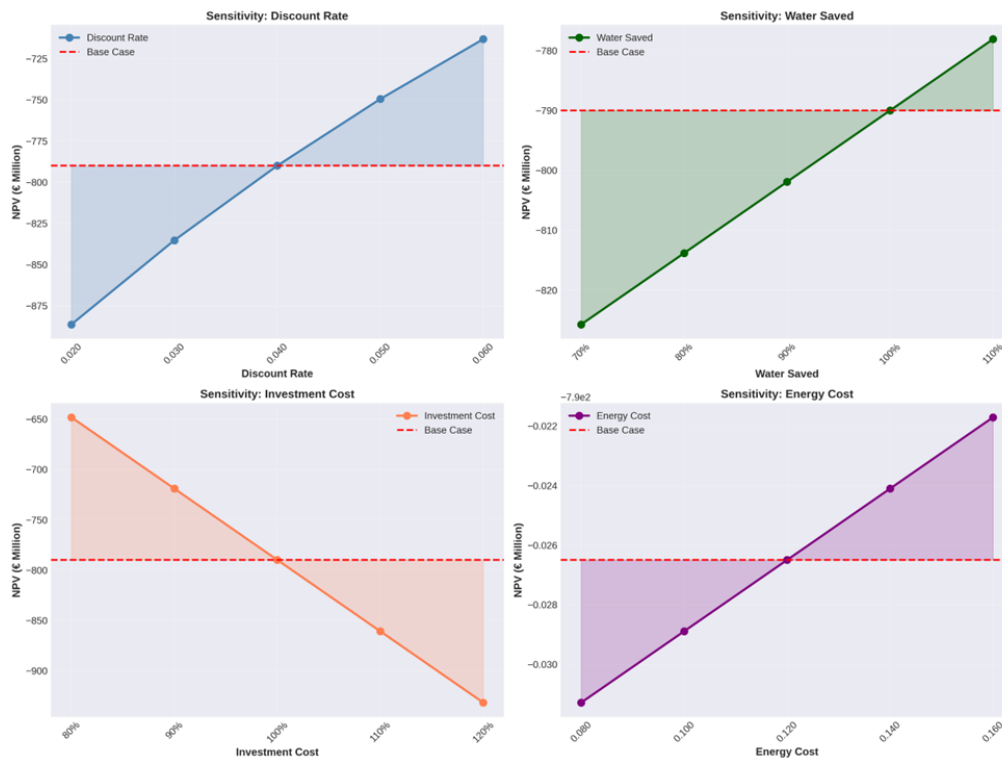 Sensitivity: Discount Rate
Discount Rate
Base Case
NPV (€ Million)
−725
−750
−775
−800
−825
−850
−875
0.020
0.030
0.040
0.050
0.060
Discount Rate
Sensitivity: Water Saved
Water Saved
Base Case
NPV (€ Million)
−780
−790
−800
−810
−820
70%
80%
90%
100%
110%
Water Saved
Sensitivity: Investment Cost
Investment Cost
Base Case
NPV (€ Million)
−650
−700
−750
−800
−850
−900
80%
90%
100%
110%
120%
Investment Cost
Sensitivity: Energy Cost
−7.9e2
Energy Cost
Base Case
NPV (€ Million)
−0.022
−0.024
−0.026
−0.028
−0.030
0.080
0.100
0.120
0.140
0.160
Energy Cost